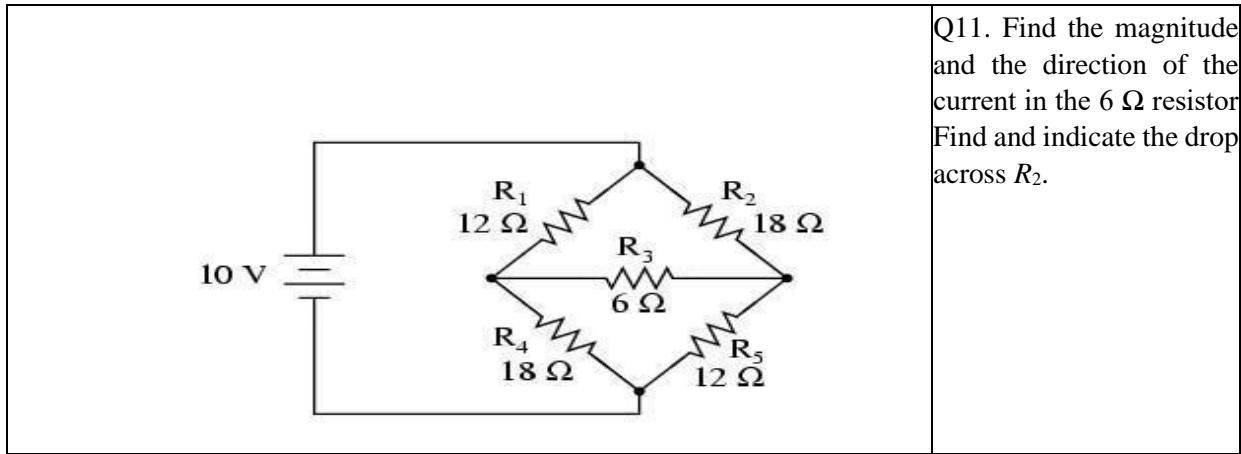 R1
12 Ω
R2
18 Ω
R3
6 Ω
10 V
R4
18 Ω
R5
12 Ω
Q11. Find the magnitude
and the direction of the
current in the 6 Ω resistor
Find and indicate the drop
across R2.